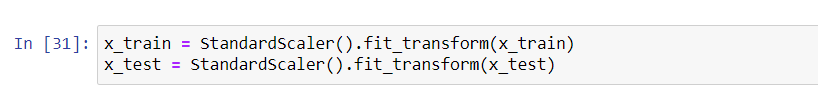 In [31]: x_train = StandardScaler().fit_transform(x_train)
x_test = StandardScaler().fit_transform(x_test)